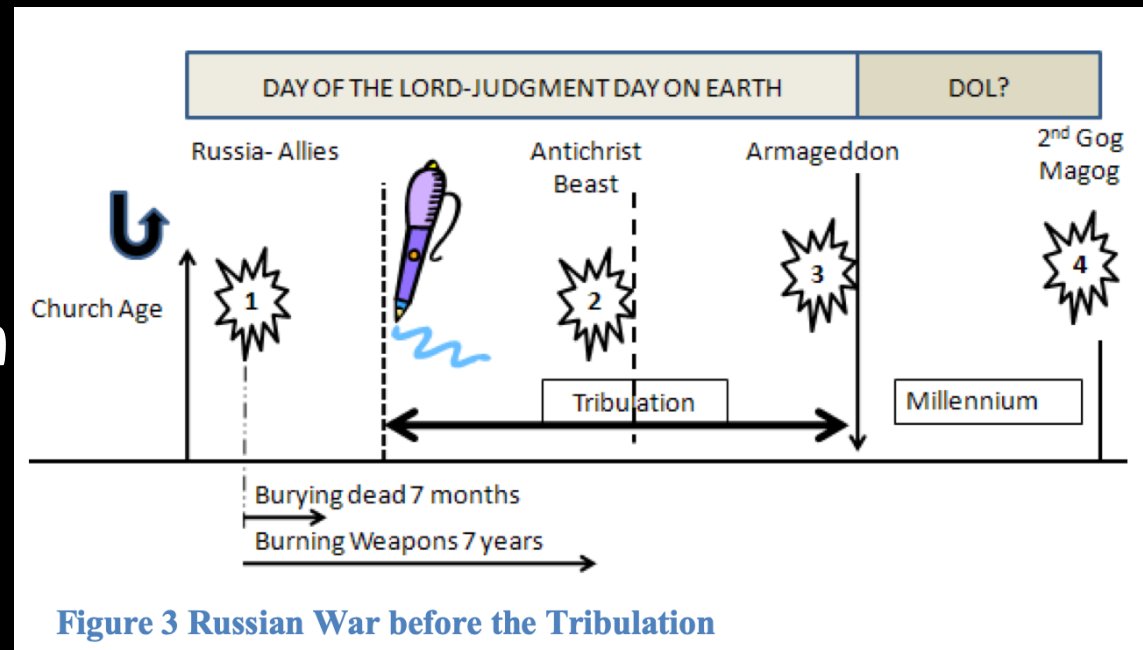 DAY OF THE LORD-JUDGMENT DAY ON EARTH
DOL?
Russia- Allies
Antichrist
Beast
Armageddon
2nd Gog
Magog
Church Age
1
2
3
4
Tribulation
Millennium
Burying dead 7 months
Burning Weapons 7 years
Figure 3 Russian War before the Tribulation